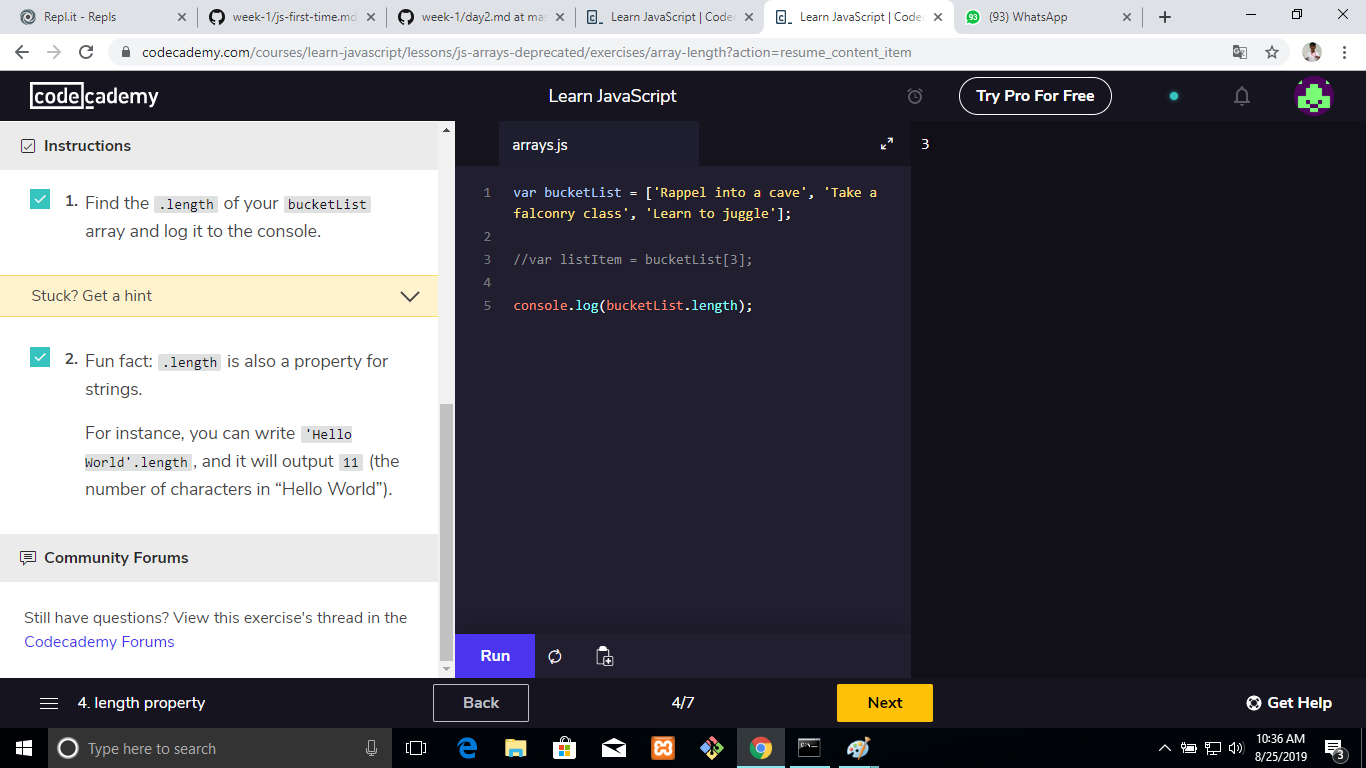 Repl.it - Repls
week-1/js-first-time.md
week-1/day2.md at mas
Learn JavaScript | Code
Learn JavaScript | Codec
93
(93) WhatsApp
codecademy.com/courses/learn-javascript/lessons/js-arrays-deprecated/exercises/array-length?action=resume_content_item
codecademy
Learn JavaScript
Try Pro For Free
Instructions
1. Find the .length of your bucketList
array and log it to the console.
Stuck? Get a hint
2. Fun fact: .length is also a property for
strings.
For instance, you can write 'Hello
World'.length, and it will output 11 (the
number of characters in “Hello World”).
Community Forums
Still have questions? View this exercise's thread in the
Codecademy Forums
arrays.js
1 var bucketList = ['Rappel into a cave', 'Take a
falconry class', 'Learn to juggle'];
2
3 //var listItem = bucketList[3];
4
5 console.log(bucketList.length);
3
Run
4. length property
Back
4/7
Next
Get Help
Type here to search
10:36 AM
8/25/2019
3